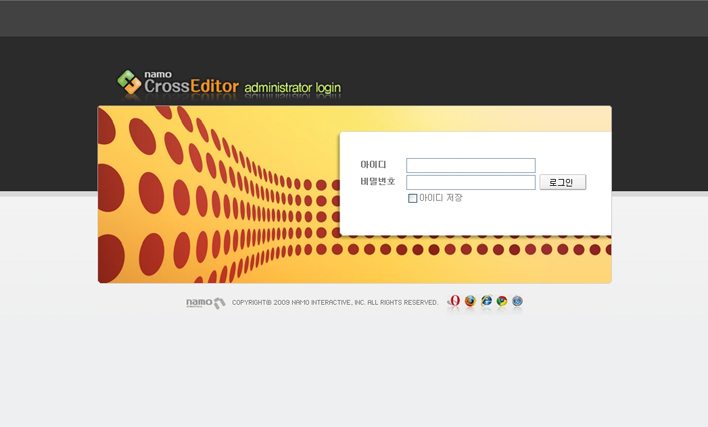 namo
CrossEditor administrator login
아이디
비밀번호
로그인
아이디 저장
namo
COPYRIGHT© 2009 NAMO INTERACTIVE, INC. ALL RIGHTS RESERVED.